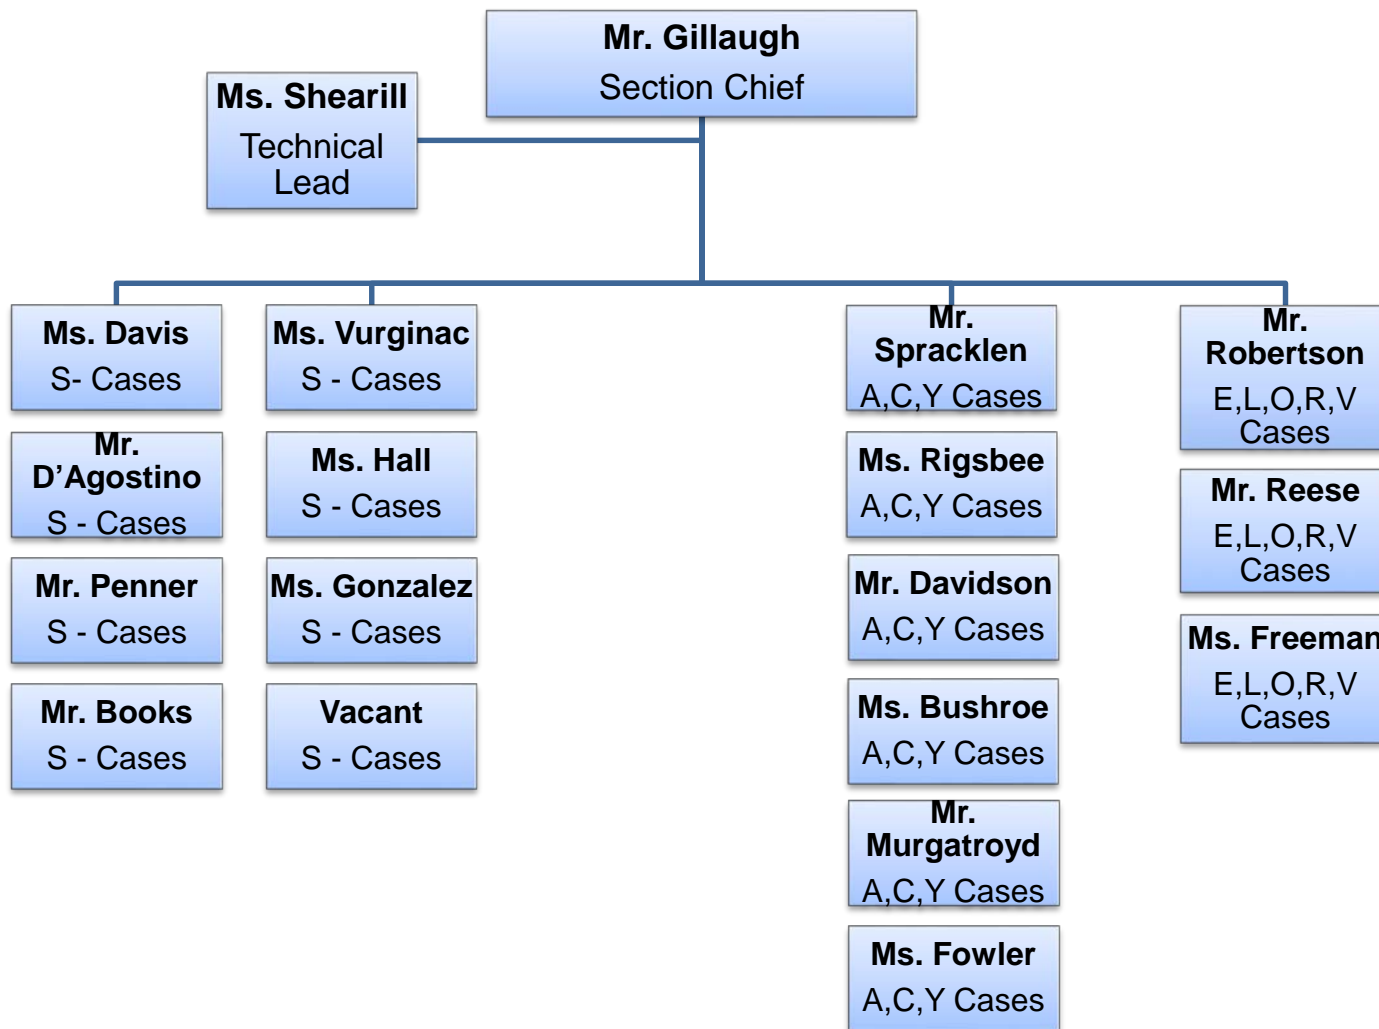 Mr. Gillaugh
Section Chief
Ms. Shearill
Technical
Lead
Ms. Davis
S- Cases
Mr.
D’Agostino
S - Cases
Mr. Penner
S - Cases
Mr. Books
S - Cases
Ms. Vurginac
S - Cases
Ms. Hall
S - Cases
Ms. Gonzalez
S - Cases
Vacant
S - Cases
Mr.
Spracklen
A,C,Y Cases
Ms. Rigsbee
A,C,Y Cases
Mr. Davidson
A,C,Y Cases
Ms. Bushroe
A,C,Y Cases
Mr.
Murgatroyd
A,C,Y Cases
Ms. Fowler
A,C,Y Cases
Mr.
Robertson
E,L,O,R,V
Cases
Mr. Reese
E,L,O,R,V
Cases
Ms. Freeman
E,L,O,R,V
Cases